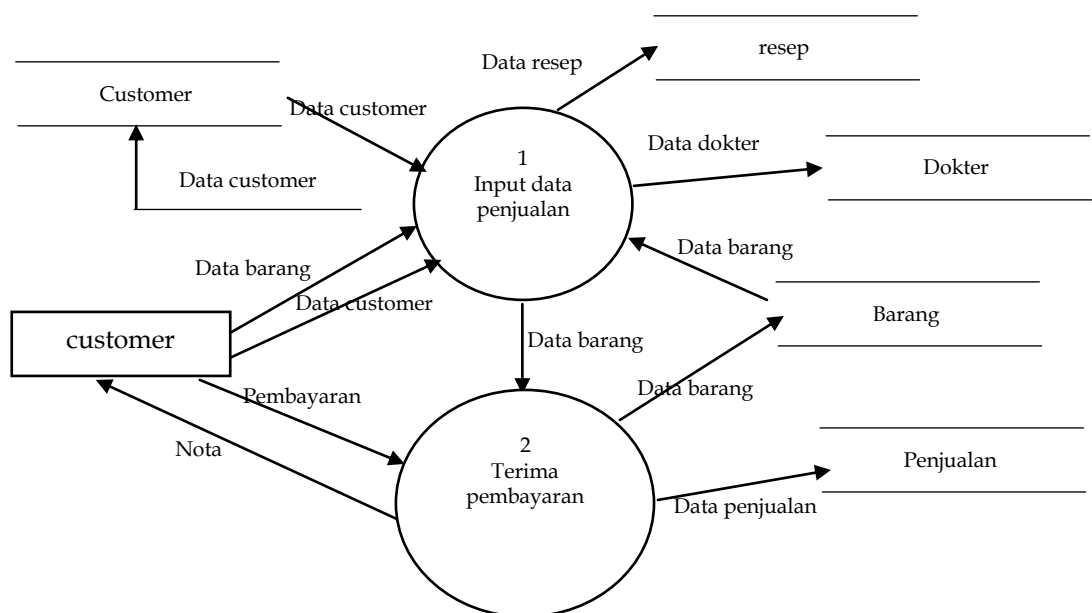 resep
Data resep
Customer
Data customer
1
Input data
penjualan
Data dokter
Dokter
Data customer
Data barang
Data barang
Data customer
customer
Barang
Data barang
Pembayaran
Data barang
Nota
2
Terima
pembayaran
Penjualan
Data penjualan